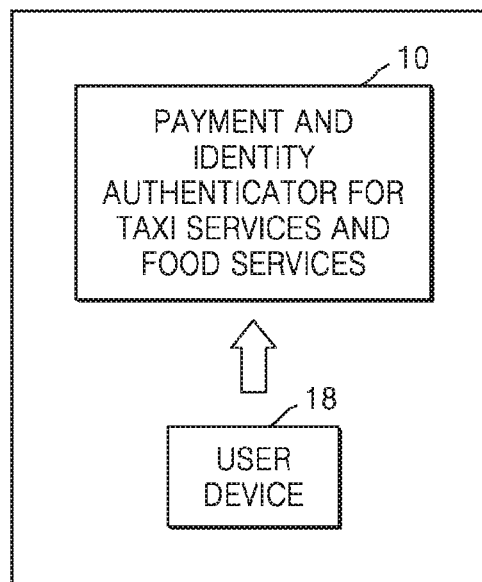 10
PAYMENT AND
IDENTITY
AUTHENTICATOR FOR
TAXI SERVICES AND
FOOD SERVICES
18
USER
DEVICE